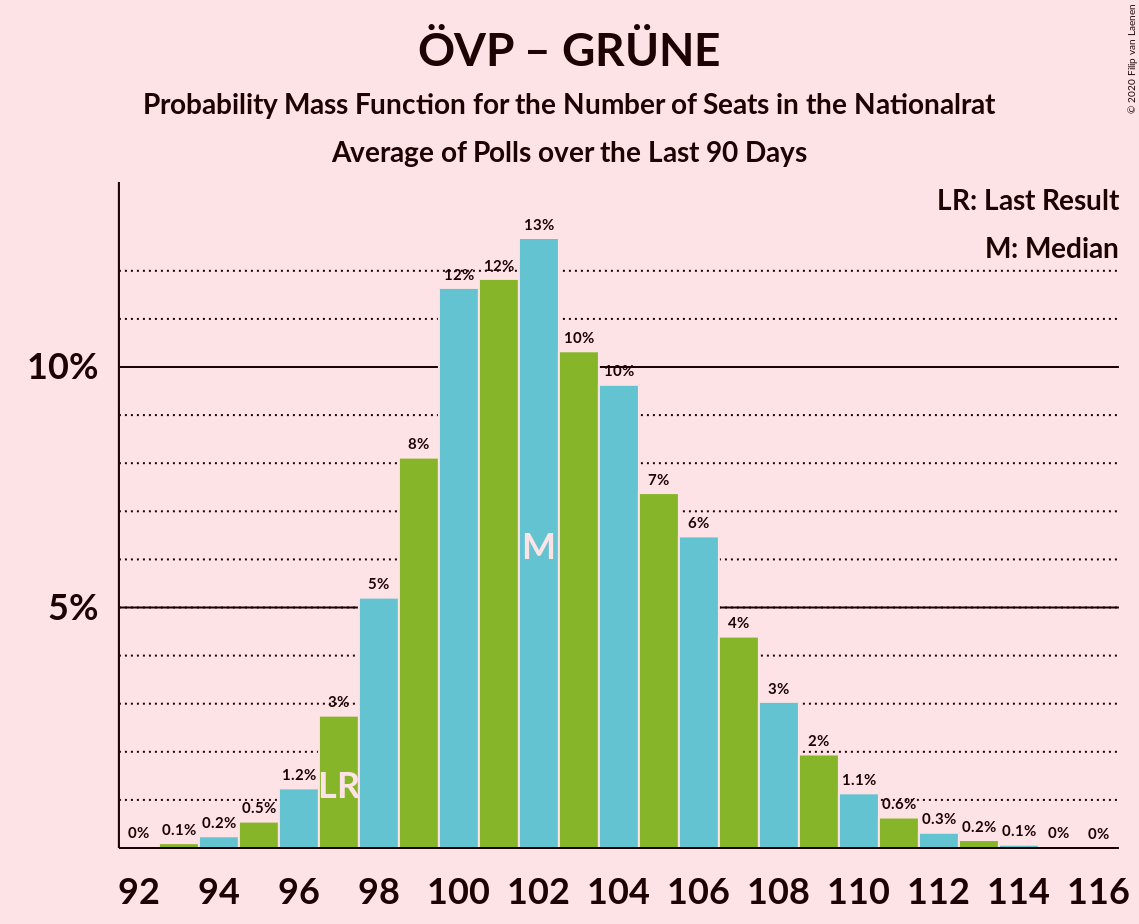 ÖVP – GRÜNE
Probability Mass Function for the Number of Seats in the Nationalrat
Average of Polls over the Last 90 Days
© 2020 Filip van Laenen
LR: Last Result
M: Median
10%
5%
0% 0.1% 0.2% 0.5% 1.2% 3% 5% 8% 12% 12% 13% 10% 10% 7% 6% 4% 3% 2% 1.1% 0.6% 0.3% 0.2% 0.1% 0% 0%
LR
M
92 94 96 98 100 102 104 106 108 110 112 114 116